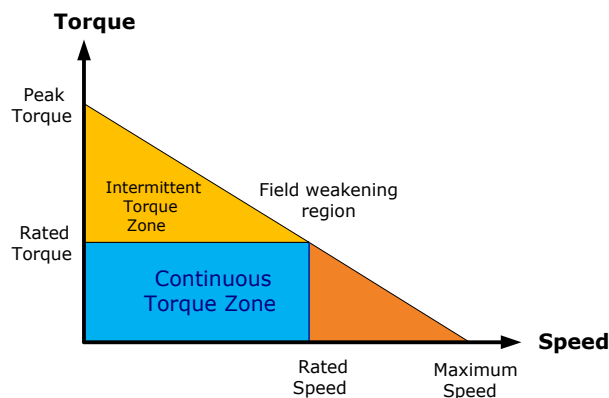 Torque
Peak
Torque
Intermittent
Torque
Zone
Field weakening
region
Rated
Torque
Continuous
Torque Zone
Speed
Rated
Speed
Maximum
Speed